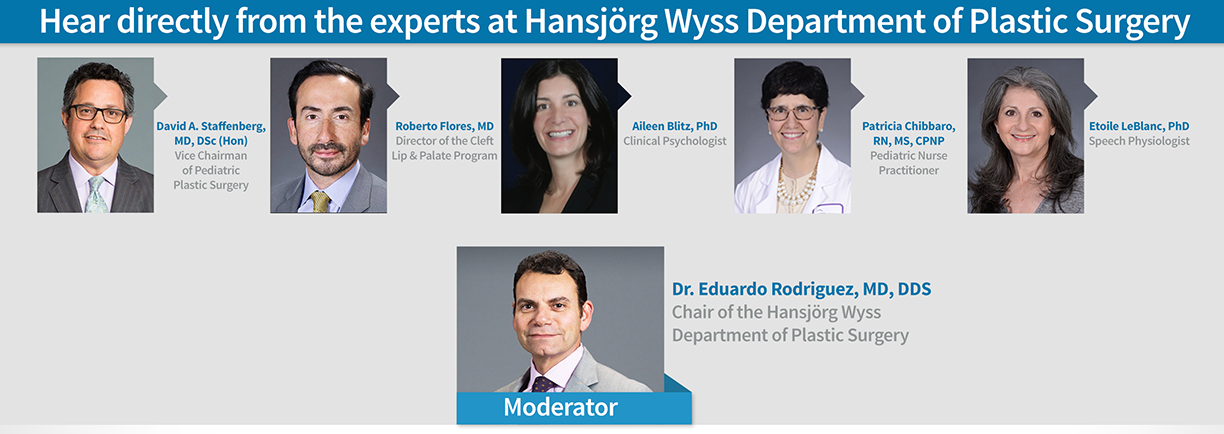 Hear directly from the experts at Hansjörg Wyss Department of Plastic Surgery
David A. Staffenberg,
MD, DSc (Hon)
Vice Chairman
of Pediatric
Plastic Surgery
Roberto Flores, MD
Director of the Cleft
Lip & Palate Program
Aileen Blitz, PhD
Clinical Psychologist
Patricia Chibbaro,
RN, MS, CPNP
Pediatric Nurse
Practitioner
Etoile LeBlanc, PhD
Speech Physiologist
Dr. Eduardo Rodriguez, MD, DDS
Chair of the Hansjörg Wyss
Department of Plastic Surgery
Moderator